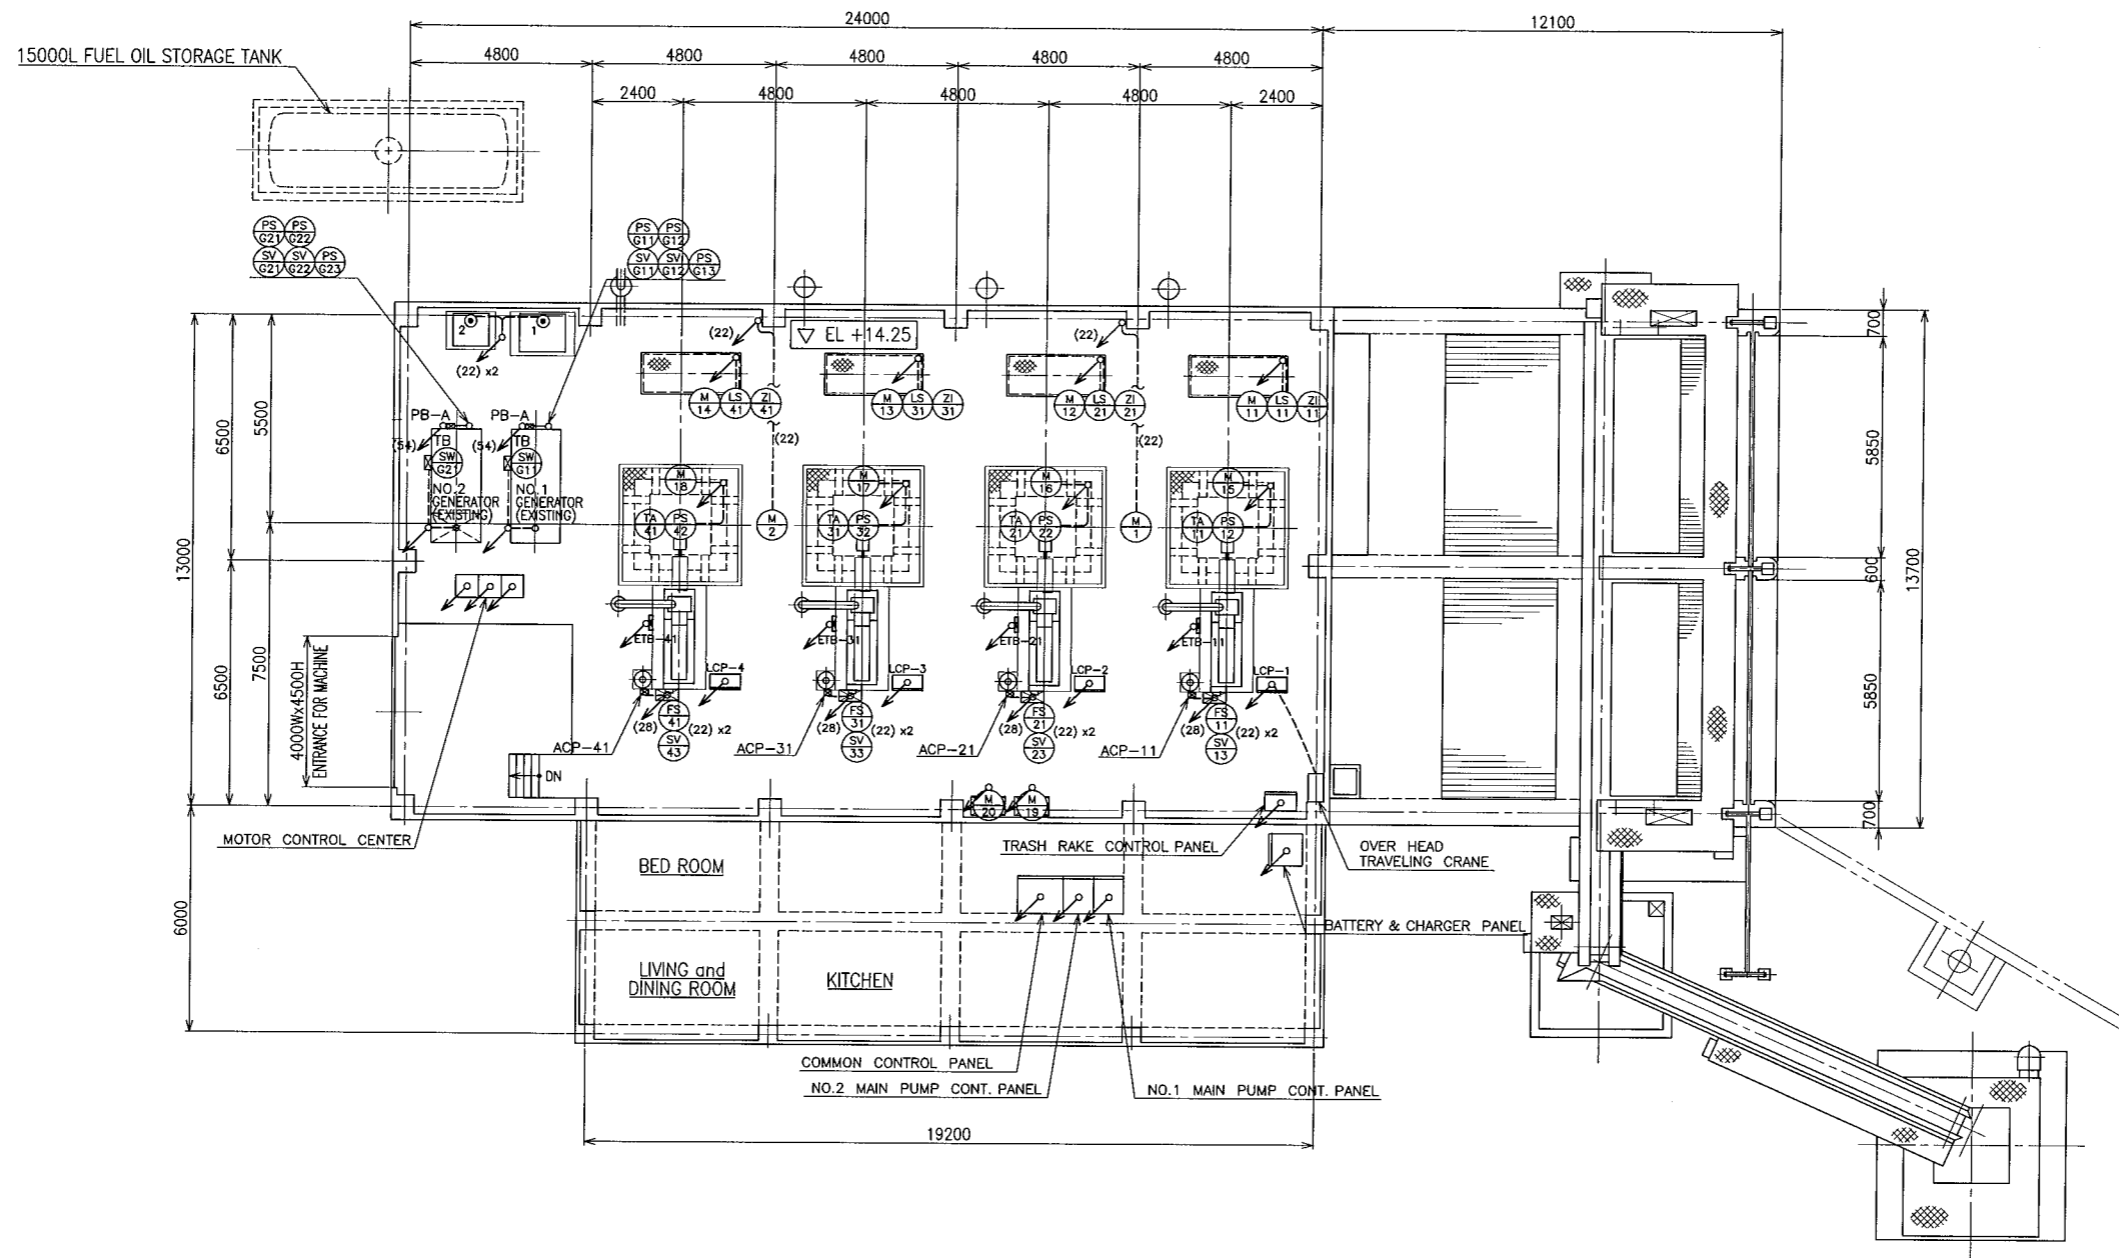 24000
12100
15000L FUEL OIL STORAGE TANK
4800
4800
4800
4800
4800
2400
4800
4800
4800
2400
PS G21
PS G22
SV G21
SV G22
PS G23
PS G11
PS G12
SV G11
SV G12
PS G13
EL +14.25
2
1
(22) x2
(22)
(22)
M 14
LS 41
ZI 41
M 13
LS 31
ZI 31
M 12
LS 21
ZI 21
M 11
LS 11
ZI 11
(22)
(22)
PB-A
PB-A
(54)
TB
(54)
TB
SW G21
SW G11
NO.2
GENERATOR
(EXISTING)
NO.1
GENERATOR
(EXISTING)
M 18
M 17
M 16
M 15
TA 41
PS 42
M 2
TA 31
PS 32
TA 21
PS 22
M 1
TA 11
PS 12
700
5850
600
5850
700
13700
13000
6500
5500
6500
7500
4000Wx4500H
ENTRANCE FOR MACHINE
6000
ETB-41
ETB-31
ETB-21
ETB-11
LCP-4
LCP-3
LCP-2
LCP-1
(28)
FS 41
(22) x2
SV 43
(28)
FS 31
(22) x2
SV 33
(28)
FS 21
(22) x2
SV 23
(28)
FS 11
(22) x2
SV 13
ACP-41
ACP-31
ACP-21
ACP-11
DN
M 20
M 19
MOTOR CONTROL CENTER
TRASH RAKE CONTROL PANEL
OVER HEAD
TRAVELING CRANE
BED ROOM
BATTERY & CHARGER PANEL
LIVING and
DINING ROOM
KITCHEN
COMMON CONTROL PANEL
NO.2 MAIN PUMP CONT. PANEL
NO.1 MAIN PUMP CONT. PANEL
19200